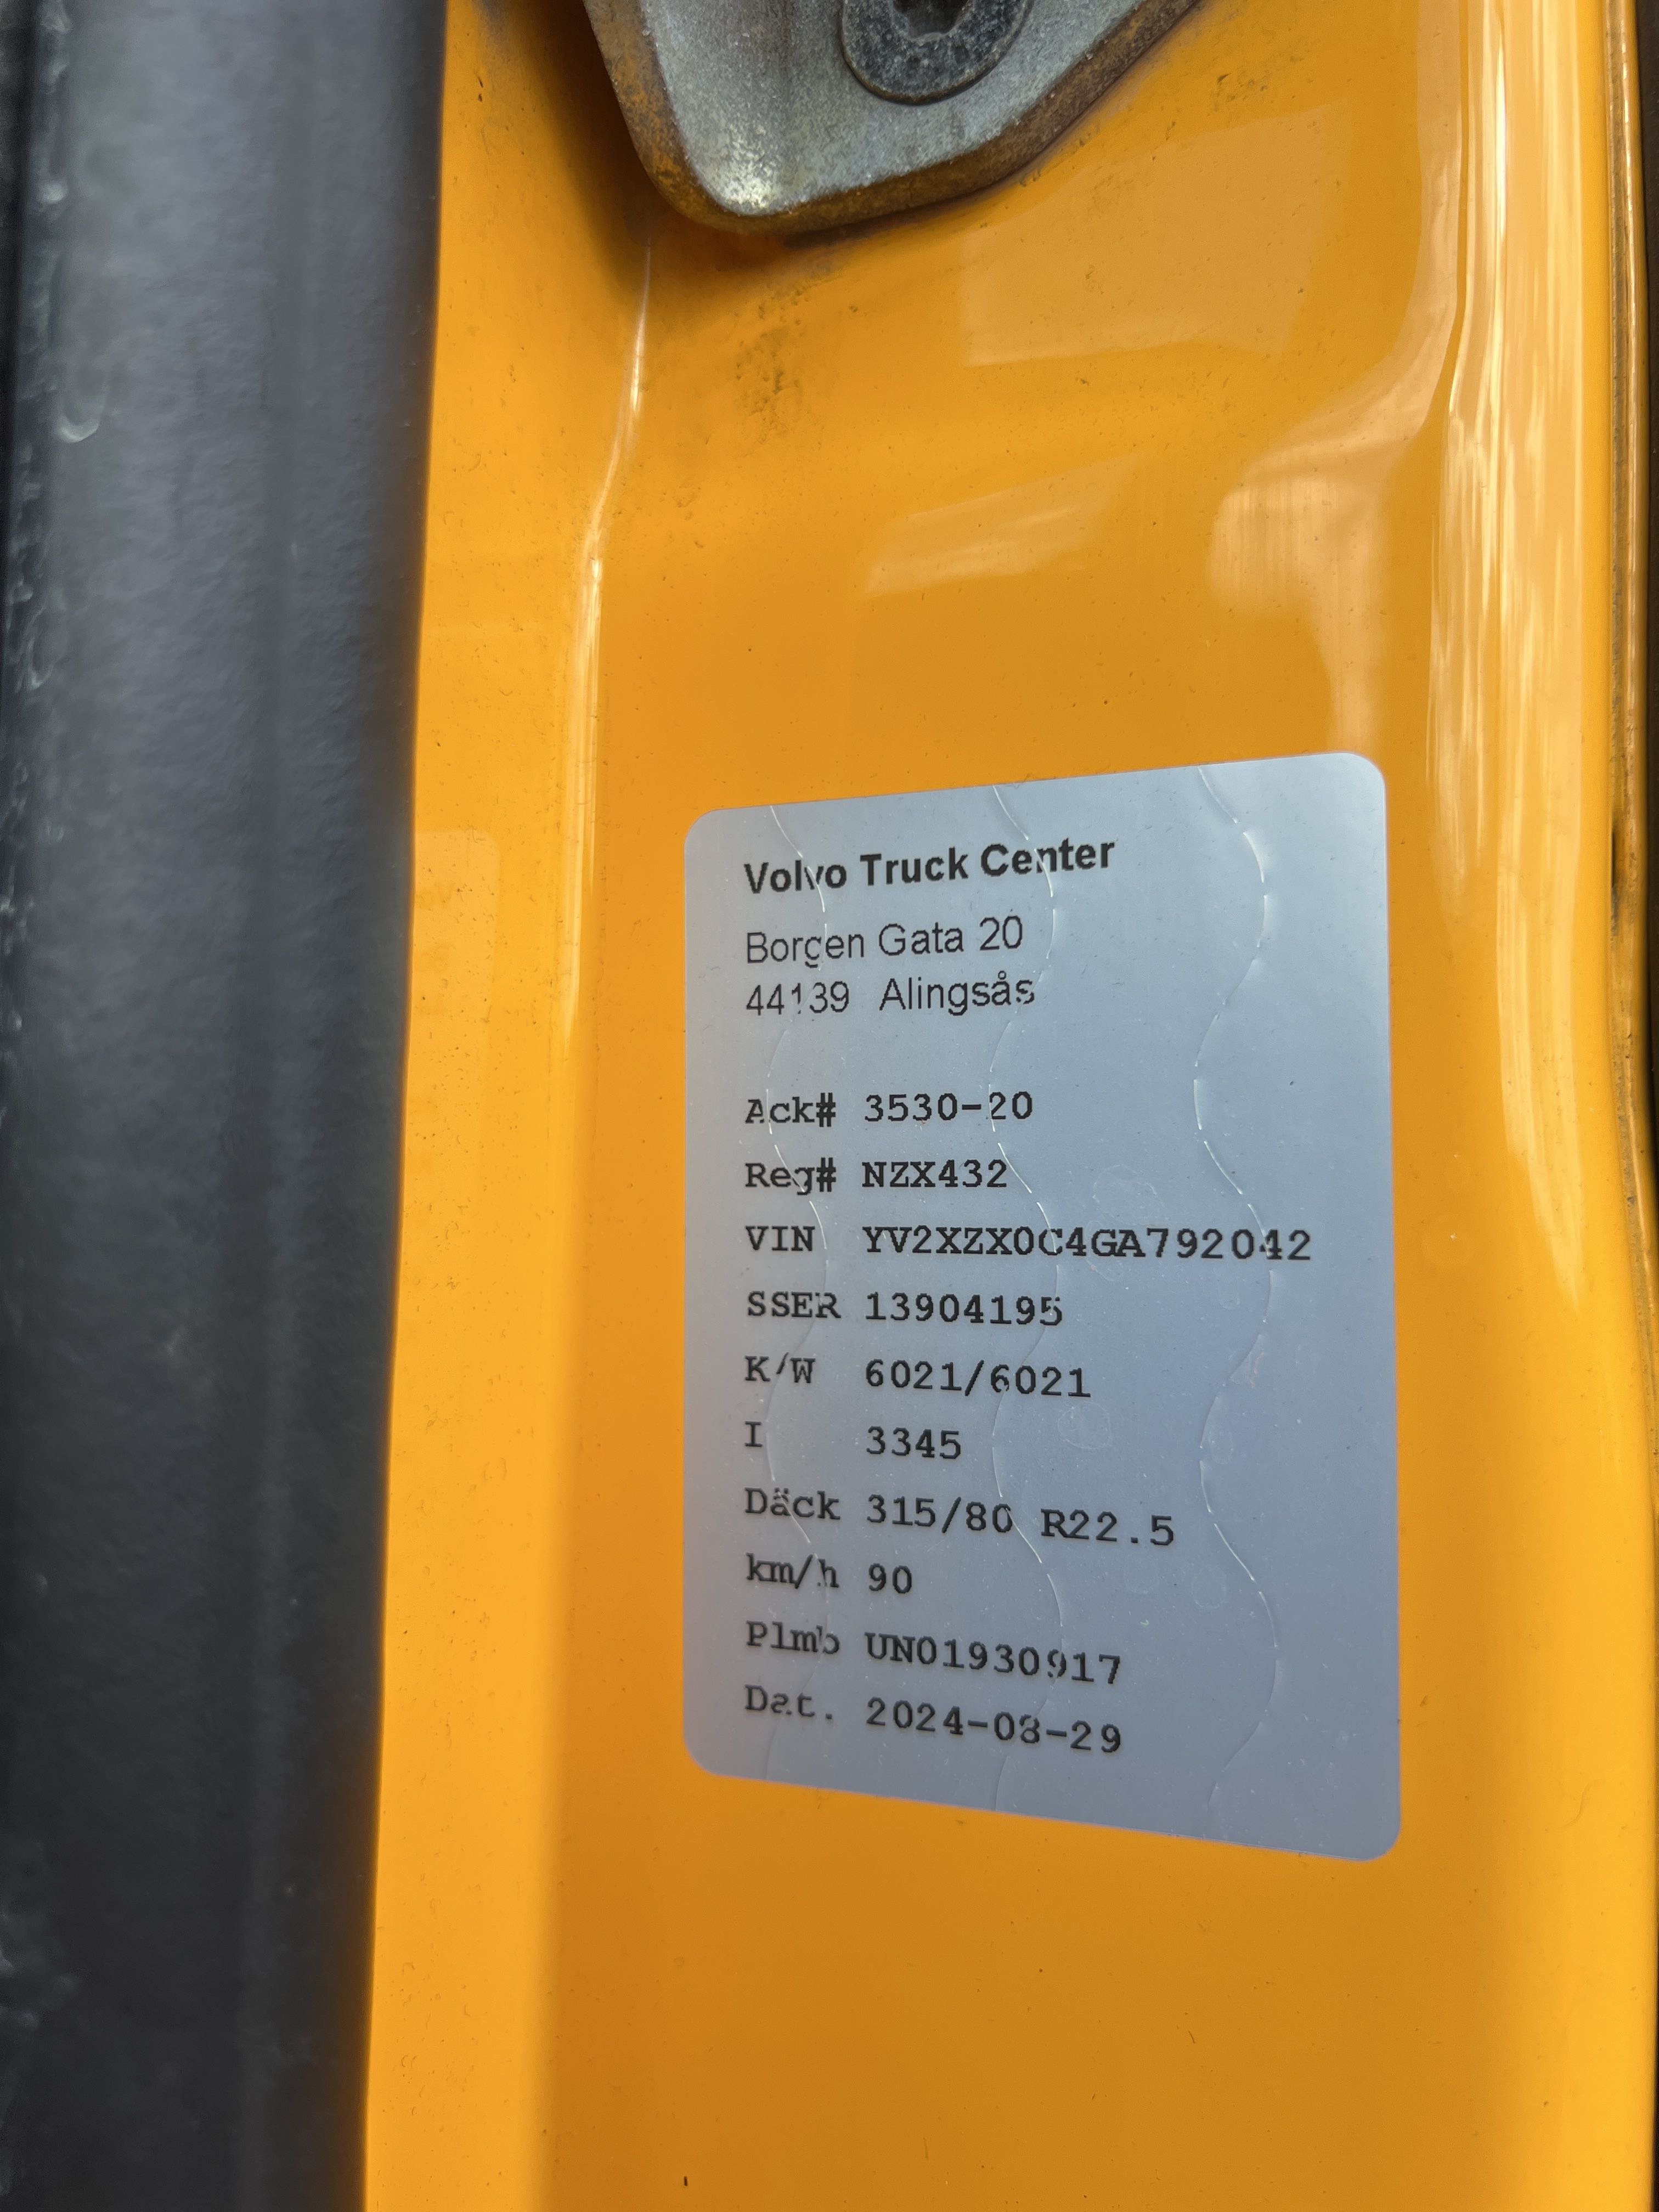 Volvo Truck Center
Borgen Gata 20
44139 Alingsås
Ack# 3530-20
Reg# NZX432
VIN YV2XZX0C4GA792042
SSER 13904195
K/W 6021/6021
I 3345
Däck 315/80 R22.5
km/h 90
Plmb UN01930917
Dat. 2024-08-29